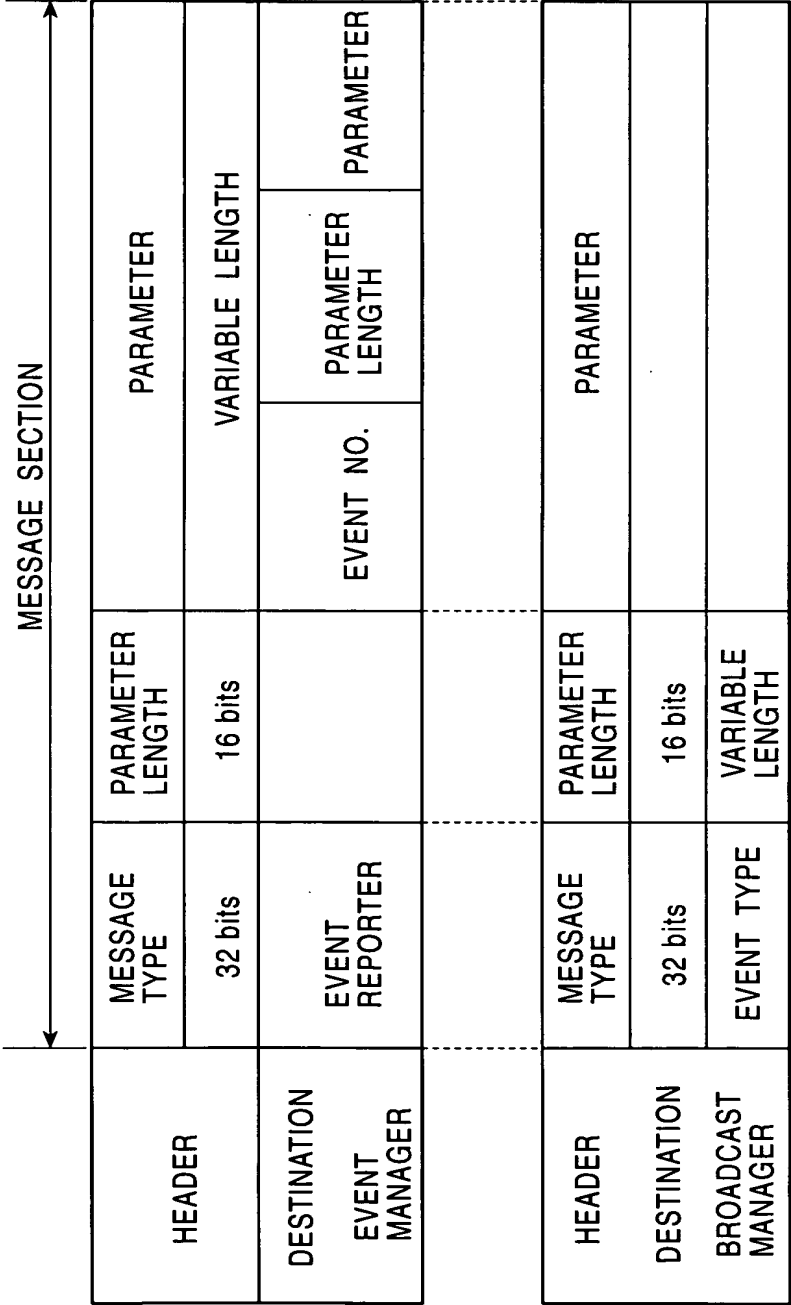 MESSAGE SECTION
HEADER
MESSAGE
TYPE
PARAMETER
LENGTH
PARAMETER
32 bits
16 bits
VARIABLE LENGTH
DESTINATION
EVENT
MANAGER
EVENT
REPORTER
EVENT NO.
PARAMETER
LENGTH
PARAMETER
HEADER
MESSAGE
TYPE
PARAMETER
LENGTH
PARAMETER
DESTINATION
32 bits
16 bits
BROADCAST
MANAGER
EVENT TYPE
VARIABLE
LENGTH